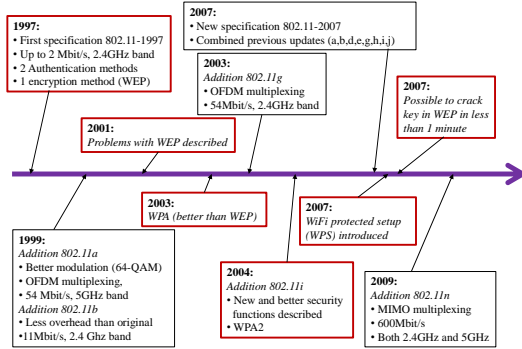 1997:
• First specification 802.11-1997
• Up to 2 Mbit/s, 2.4GHz band
• 2 Authentication methods
• 1 encryption method (WEP)
2007:
• New specification 802.11-2007
• Combined previous updates (a,b,d,e,g,h,i,j)
2003:
Addition 802.11g
• OFDM multiplexing
• 54Mbit/s, 2.4GHz band
2007:
Possible to crack
key in WEP in less
than 1 minute
2001:
Problems with WEP described
2003:
WPA (better than WEP)
2007:
WiFi protected setup
(WPS) introduced
1999:
Addition 802.11a
• Better modulation (64-QAM)
• OFDM multiplexing,
• 54 Mbit/s, 5GHz band
Addition 802.11b
• Less overhead than original
•11Mbit/s, 2.4 Ghz band
2004:
Addition 802.11i
• New and better security
functions described
• WPA2
2009:
Addition 802.11n
• MIMO multiplexing
• 600Mbit/s
• Both 2.4GHz and 5GHz